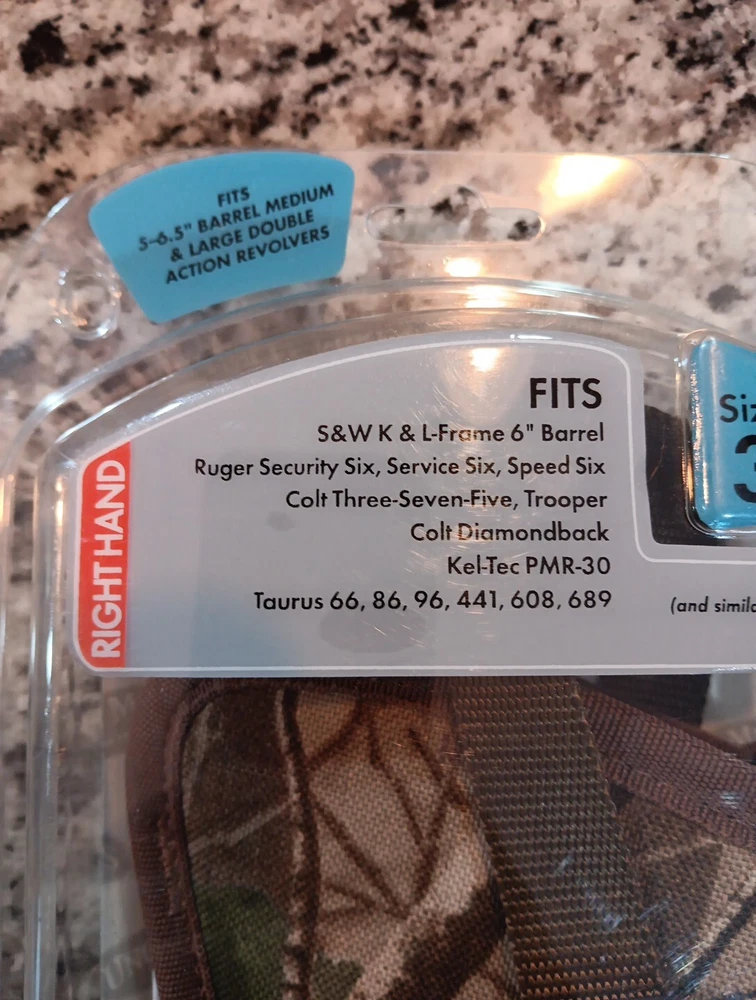 FITS
5-6.5" BARREL MEDIUM
& LARGE DOUBLE
ACTION REVOLVERS
FITS
S&W K & L-Frame 6" Barrel
Ruger Security Six, Service Six, Speed Six
Colt Three-Seven-Five, Trooper
Colt Diamondback
Kel-Tec PMR-30
Taurus 66, 86, 96, 441, 608, 689
RIGHT HAND
(and
3